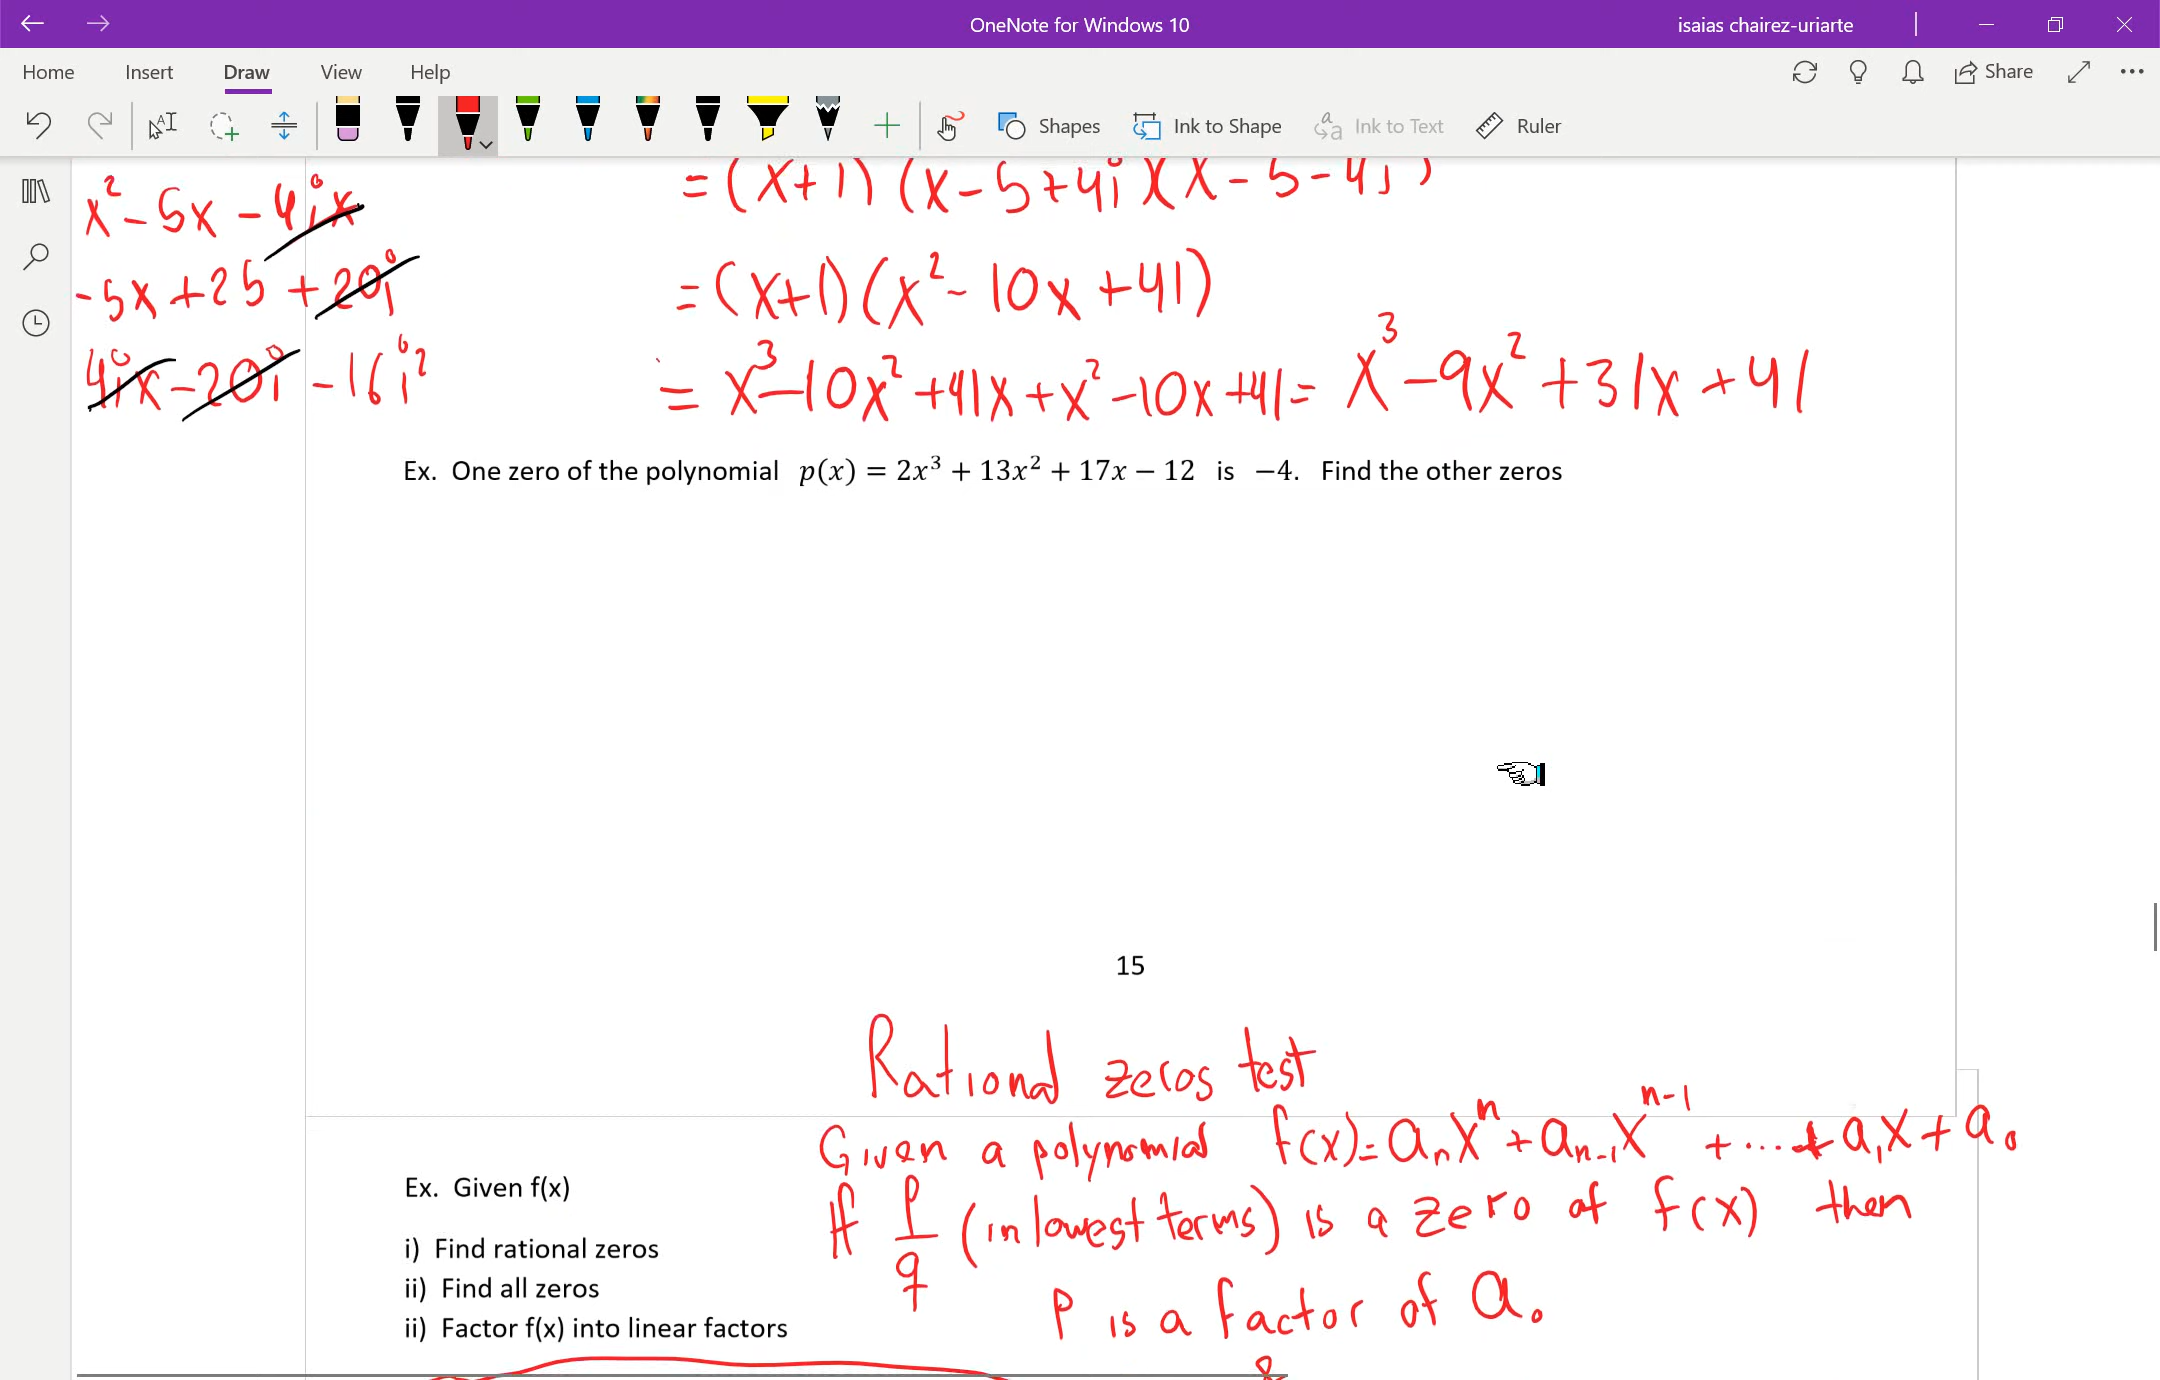 OneNote for Windows 10
isaias chairez-uriarte
Home Insert Draw View Help
Share
Shapes Ink to Shape Ink to Text Ruler
= (x+1) (x-5+4i)(x-5-4i)
x² - 5x - 4ix
-5x + 25 + 20i
4ix - 20i - 16i²
= (x+1)(x² - 10x + 41)
= x³ - 10x² + 41x + x² - 10x + 41 = x³ - 9x² + 31x + 41
Ex. One zero of the polynomial p(x) = 2x³ + 13x² + 17x − 12 is −4. Find the other zeros
15
Rational zeros test
Given a polynomial f(x) = aₙxⁿ + aₙ₋₁xⁿ⁻¹ + .... + a₁x + a₀
If p/q (in lowest terms) is a zero of f(x) then
p is a factor of a₀
Ex. Given f(x)
i) Find rational zeros
ii) Find all zeros
ii) Factor f(x) into linear factors